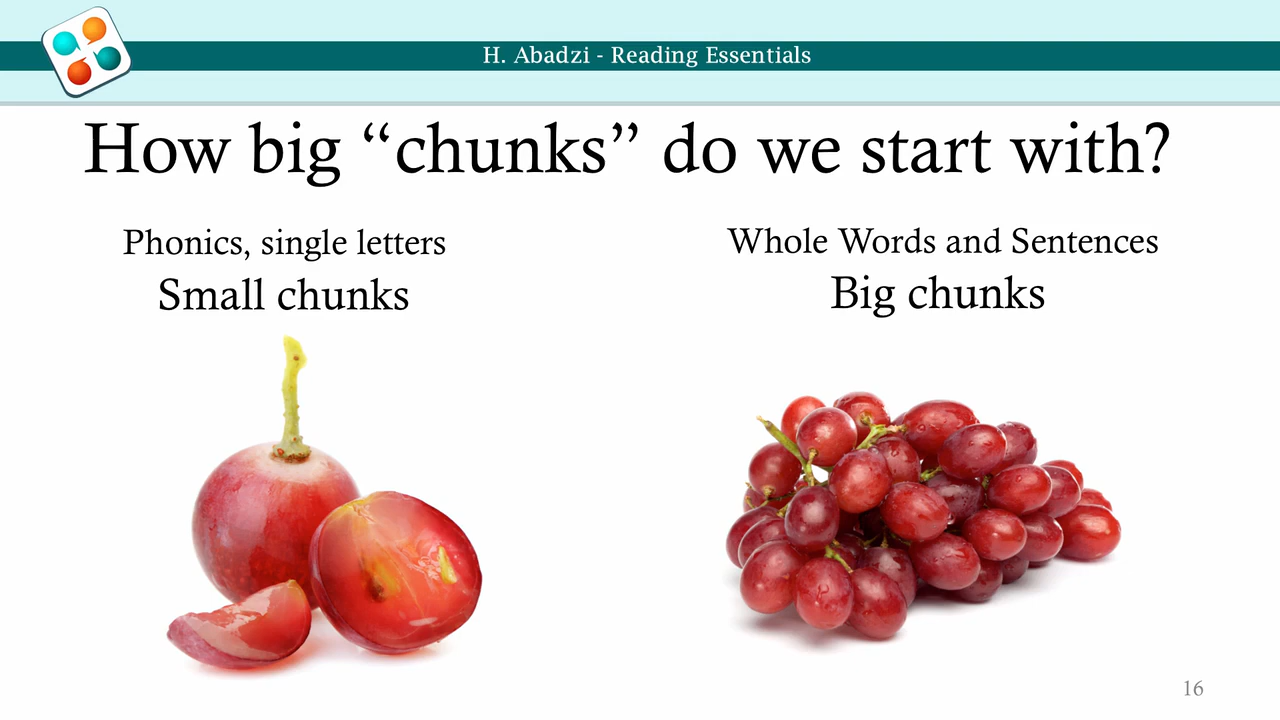 H. Abadzi - Reading Essentials
How big “chunks” do we start with?
Phonics, single letters
Small chunks
Whole Words and Sentences
Big chunks
16